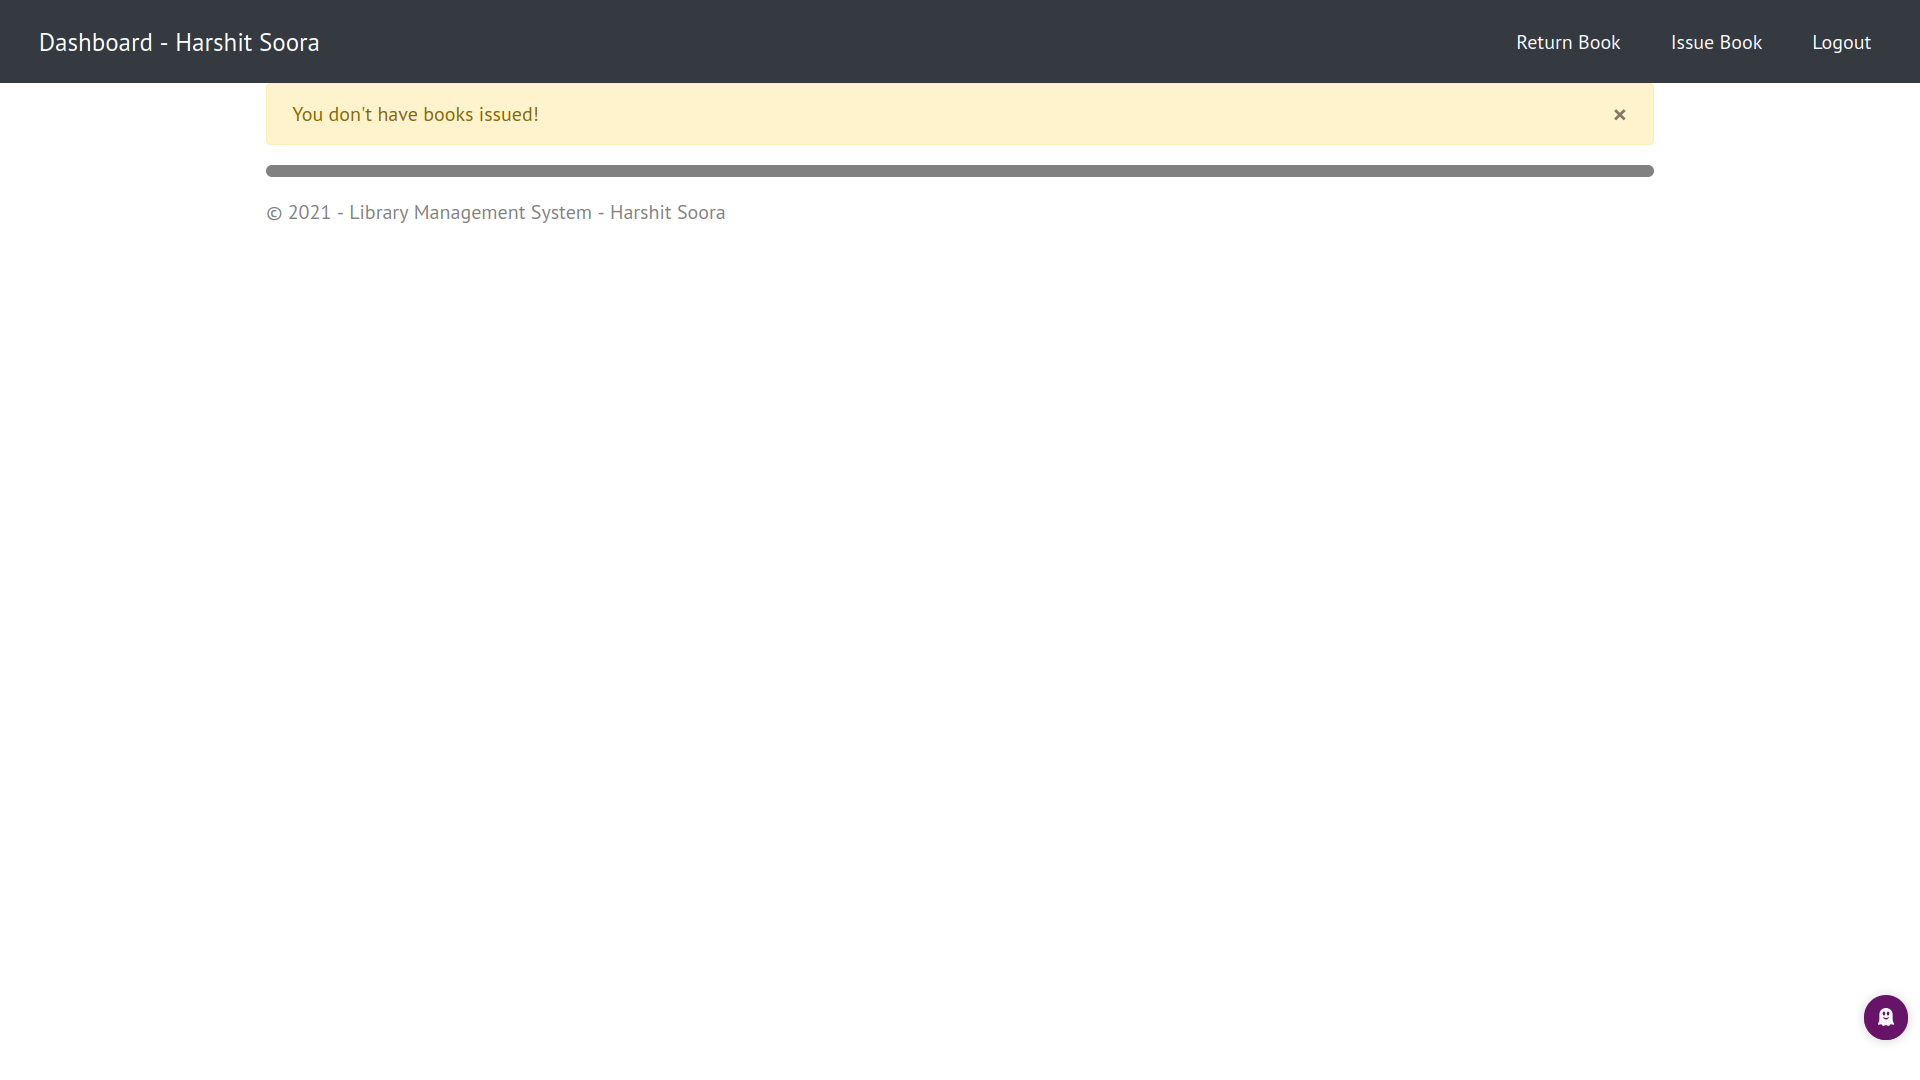 Dashboard - Harshit Soora
Return Book
Issue Book
Logout
You don't have books issued!
×
© 2021 - Library Management System - Harshit Soora